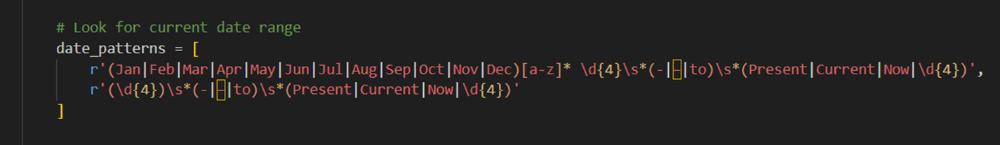 # Look for current date range
date_patterns = [
r'(Jan|Feb|Mar|Apr|May|Jun|Jul|Aug|Sep|Oct|Nov|Dec)[a-z]* \d{4}\s*(-|–|to)\s*(Present|Current|Now|\d{4})',
r'(\d{4})\s*(-|–|to)\s*(Present|Current|Now|\d{4})'
]